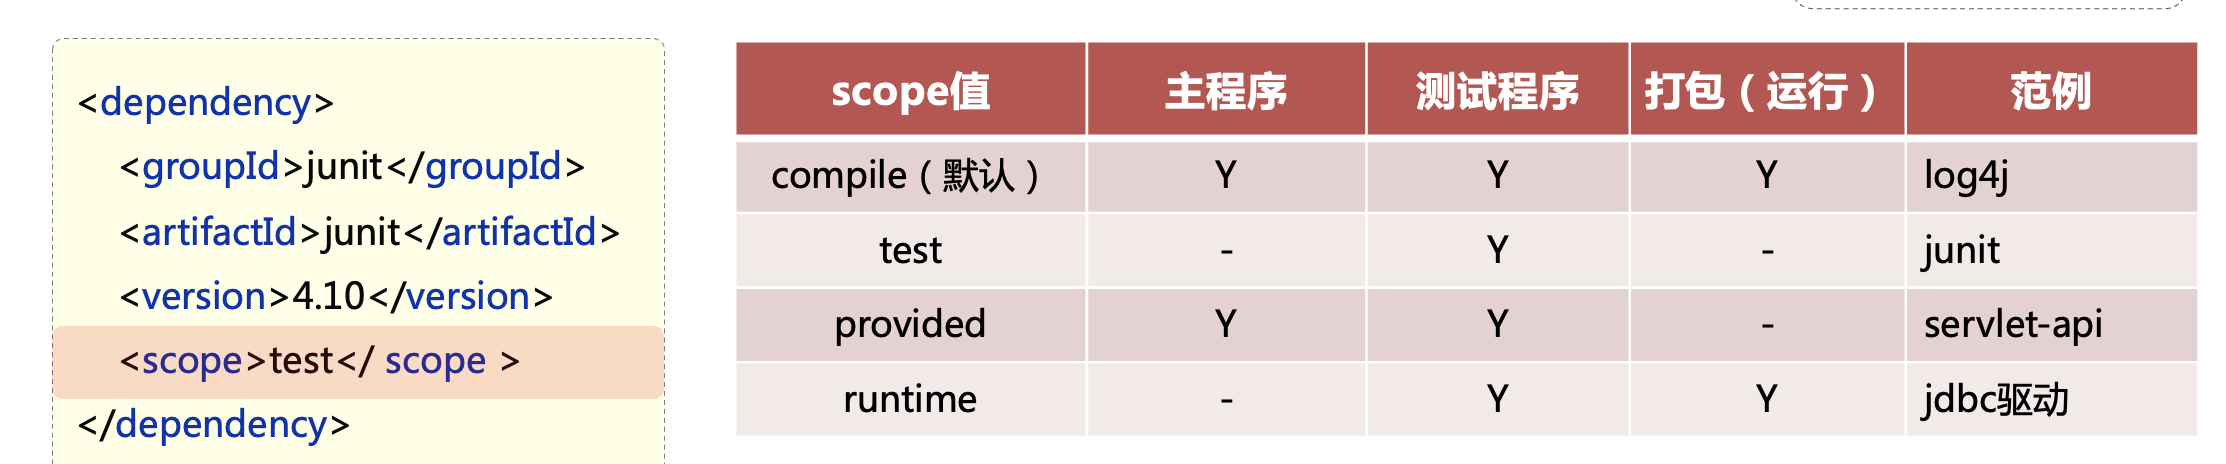 <dependency>
<groupId>junit</groupId>
<artifactId>junit</artifactId>
<version>4.10</version>
<scope>test</ scope >
</dependency>
scope值 主程序 测试程序 打包（运行） 范例
compile（默认） Y Y Y log4j
test - Y - junit
provided Y Y - servlet-api
runtime - Y Y jdbc驱动